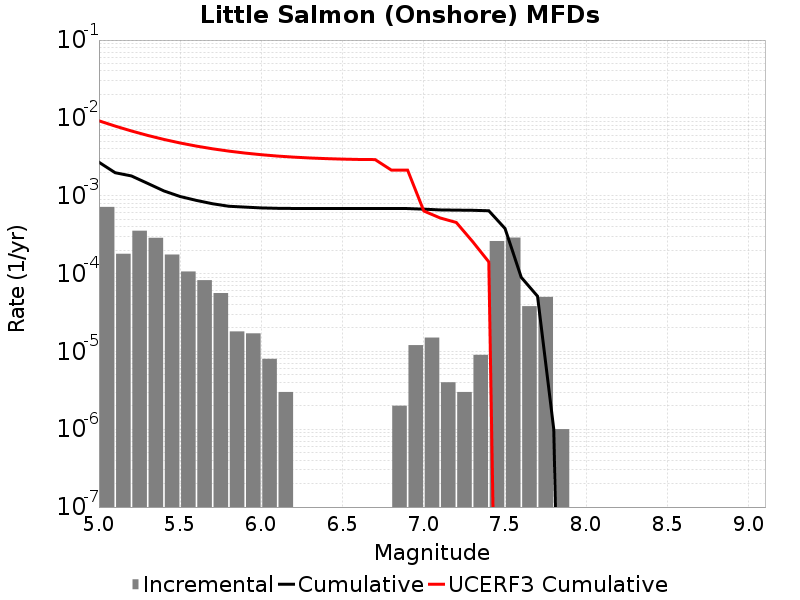 Little Salmon (Onshore) MFDs
10-1
10-2
10-3
10-4
10-5
10-6
10-7
Rate (1/yr)
5.0 5.5 6.0 6.5 7.0 7.5 8.0 8.5 9.0
Magnitude
Incremental Cumulative UCERF3 Cumulative